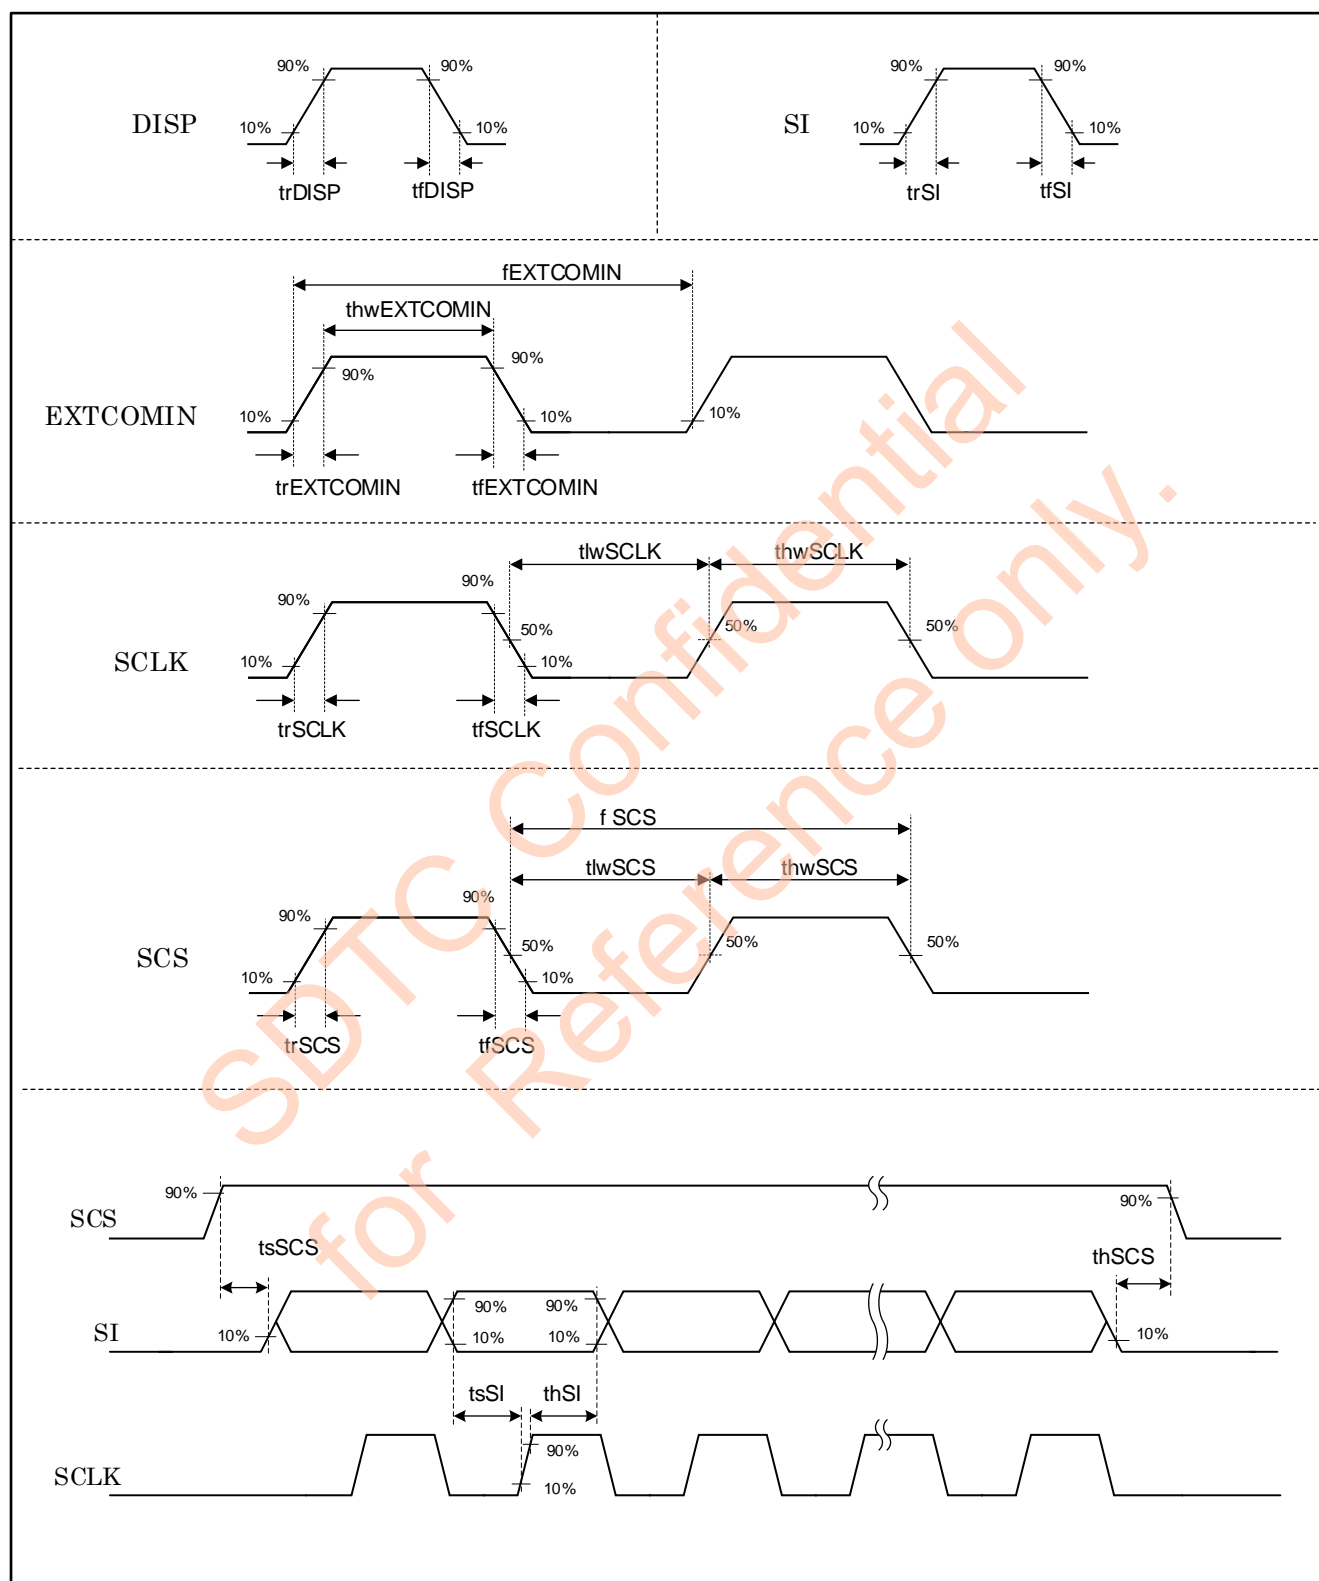 90% 90% 90% 90%
DISP SI
10% 10% 10% 10%
trDISP tfDISP trSI tfSI
fEXTCOMIN
thwEXTCOMIN
90% 90%
EXTCOMIN 10% 10% 10%
trEXTCOMIN tfEXTCOMIN
tlwSCLK thwSCLK
90% 90%
50% 50% 50%
SCLK 10% 10%
trSCLK tfSCLK
f SCS
tlwSCS thwSCS
90% 90%
50% 50% 50%
SCS 10% 10%
trSCS tfSCS
SDTC Confidential
for Reference only.
90% 90%
SCS
tsSCS thSCS
90% 90%
SI 10% 10% 10% 10%
tsSI thSI
90%
SCLK 10%